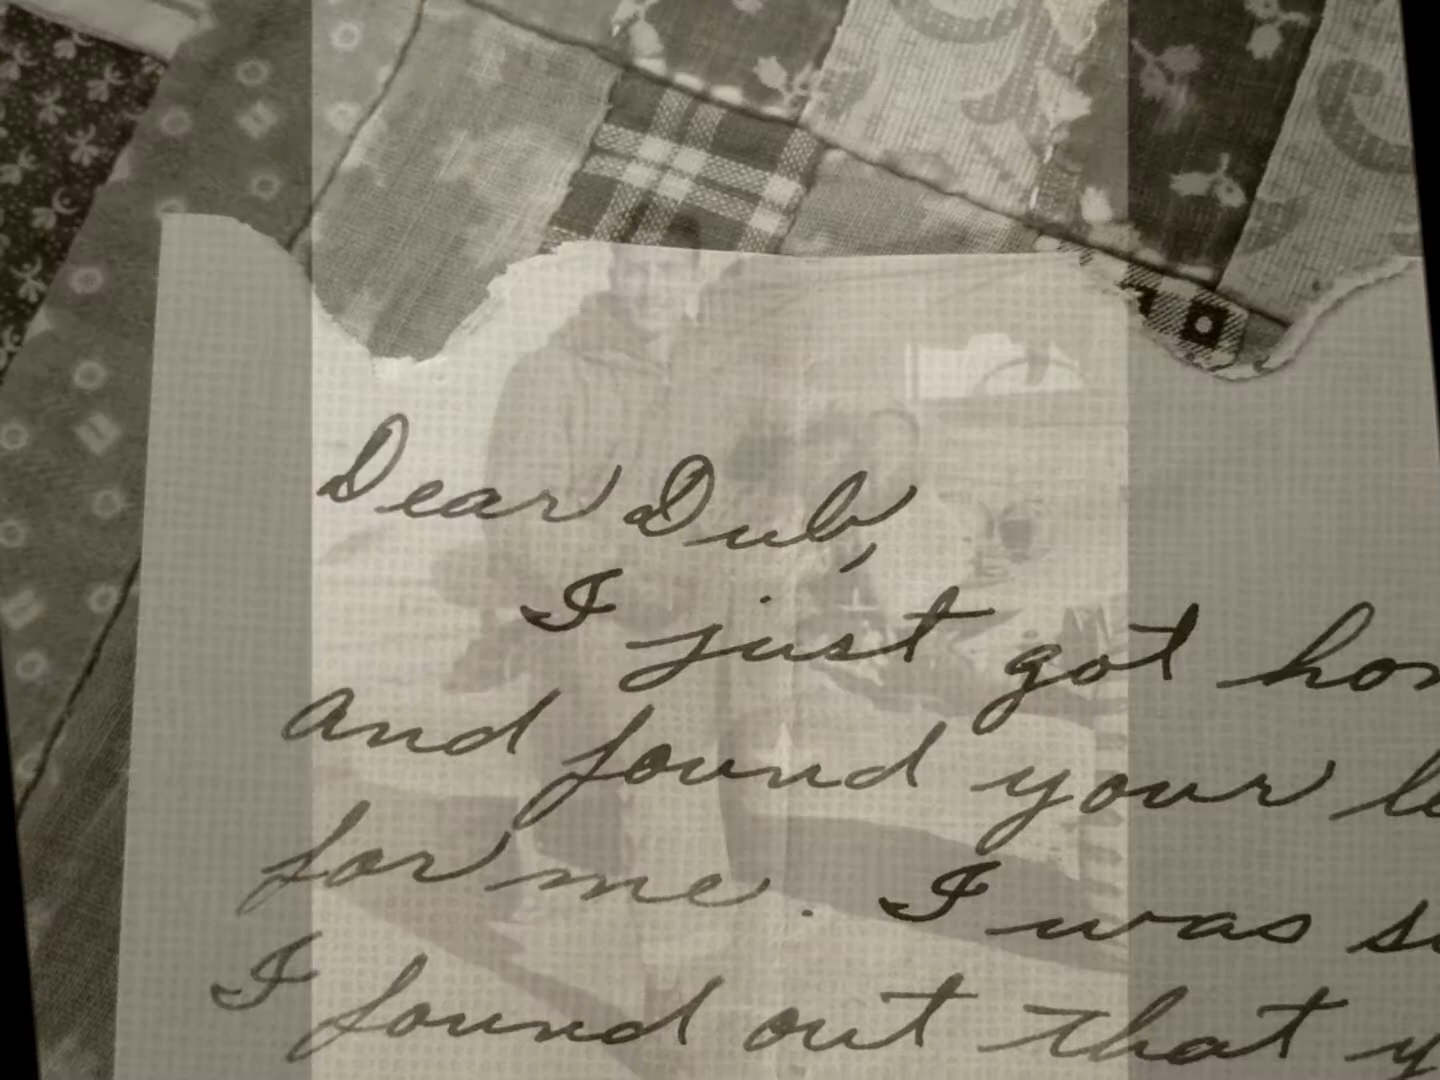 Dear Dub,
I just got
and found your
for me. I was
I found out that